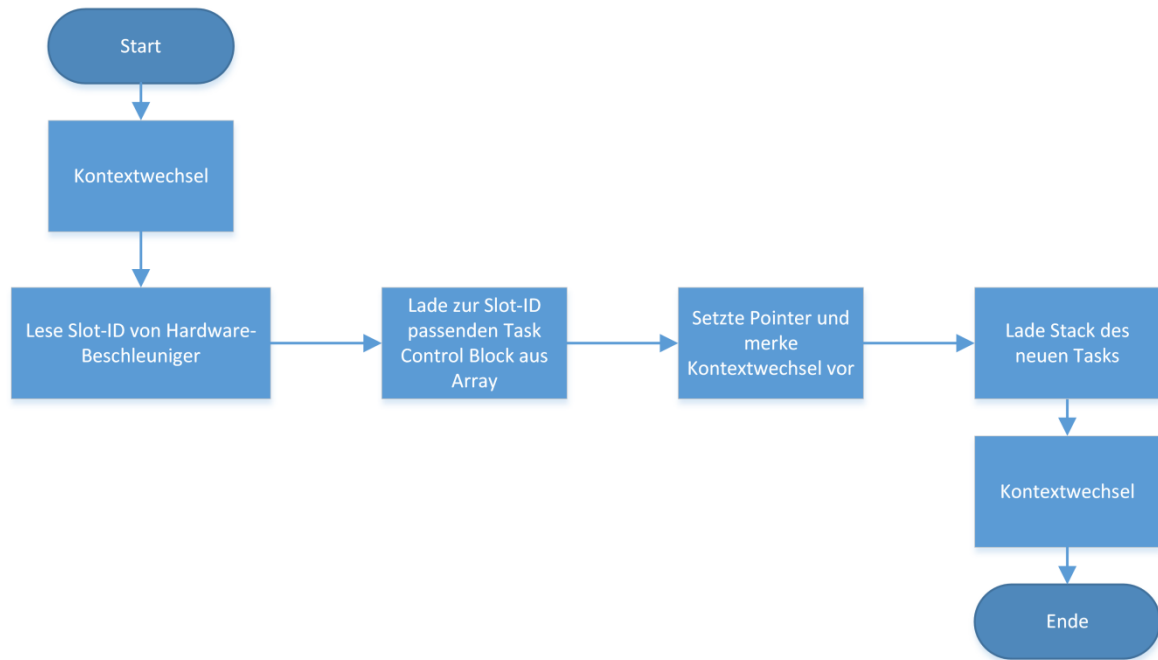 Start
Kontextwechsel
Lese Slot-ID von Hardware-
Beschleuniger
Lade zur Slot-ID
passenden Task
Control Block aus
Array
Setzte Pointer und
merke
Kontextwechsel vor
Lade Stack des
neuen Tasks
Kontextwechsel
Ende